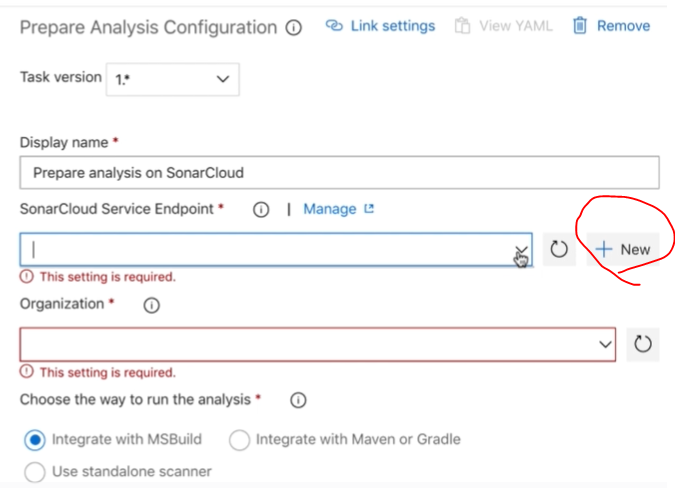 Prepare Analysis Configuration Link settings View YAML Remove
Task version 1.*
Display name *
Prepare analysis on SonarCloud
SonarCloud Service Endpoint * | Manage
+ New
This setting is required.
Organization *
This setting is required.
Choose the way to run the analysis *
Integrate with MSBuild Integrate with Maven or Gradle
Use standalone scanner